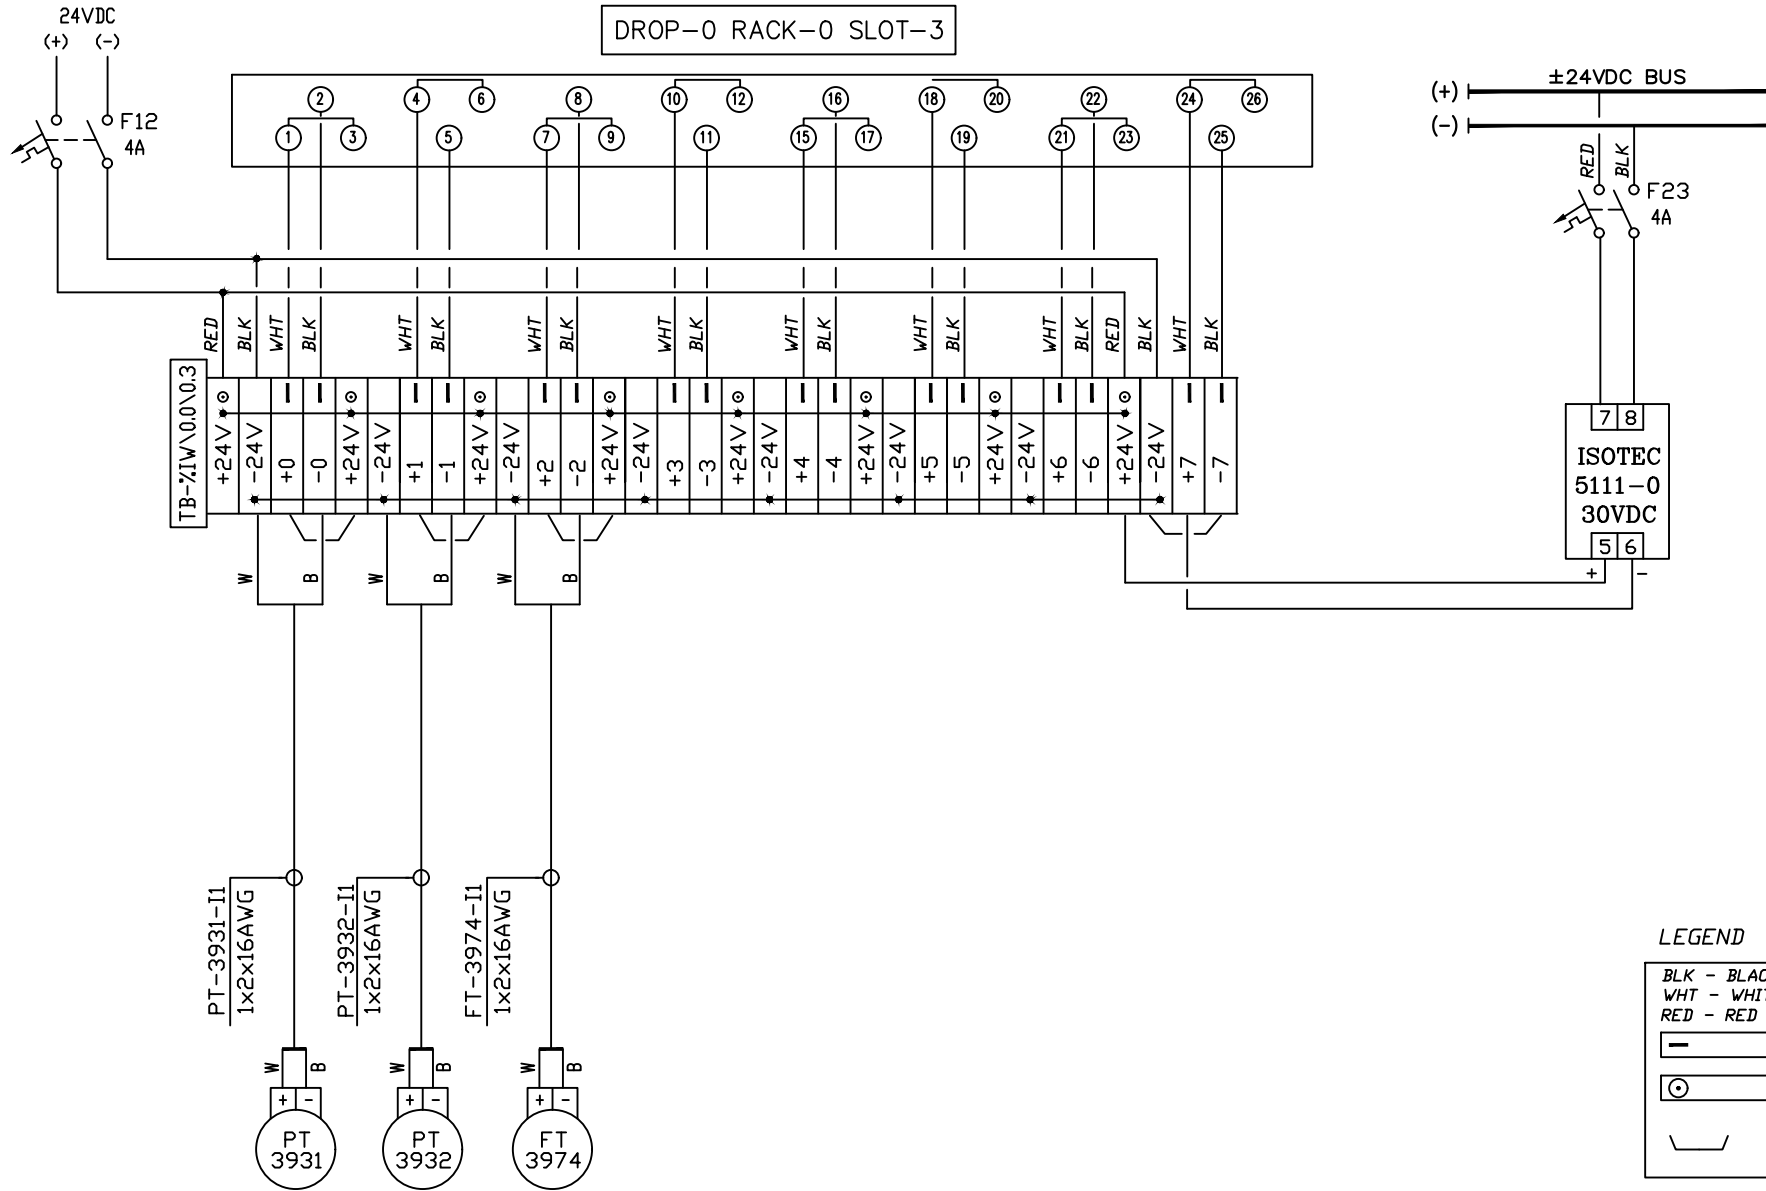 24VDC
(+) (-)
F12
4A
DROP-0 RACK-0 SLOT-3
2 4 6 8 10 12 16 18 20 22 24 26
1 3 5 7 9 11 15 17 19 21 23 25
±24VDC BUS
(+)
(-)
RED BLK
F23
4A
RED BLK WHT BLK WHT BLK WHT BLK WHT BLK WHT BLK WHT BLK WHT BLK RED BLK WHT BLK
TB-%IW\0.0\0.3
+24V -24V +0 -0 +24V -24V +1 -1 +24V -24V +2 -2 +24V -24V +3 -3 +24V -24V +4 -4 +24V -24V +5 -5 +24V -24V +6 -6 +24V -24V +7 -7
7 8
ISOTEC
5111-0
30VDC
5 6
+ -
W B W B W B
PT-3931-I1
1x2x16AWG
PT-3932-I1
1x2x16AWG
FT-3974-I1
1x2x16AWG
W B W B W B
+ - + - + -
PT
3931
PT
3932
FT
3974
LEGEND
BLK - BLAC
WHT - WHIT
RED - RED